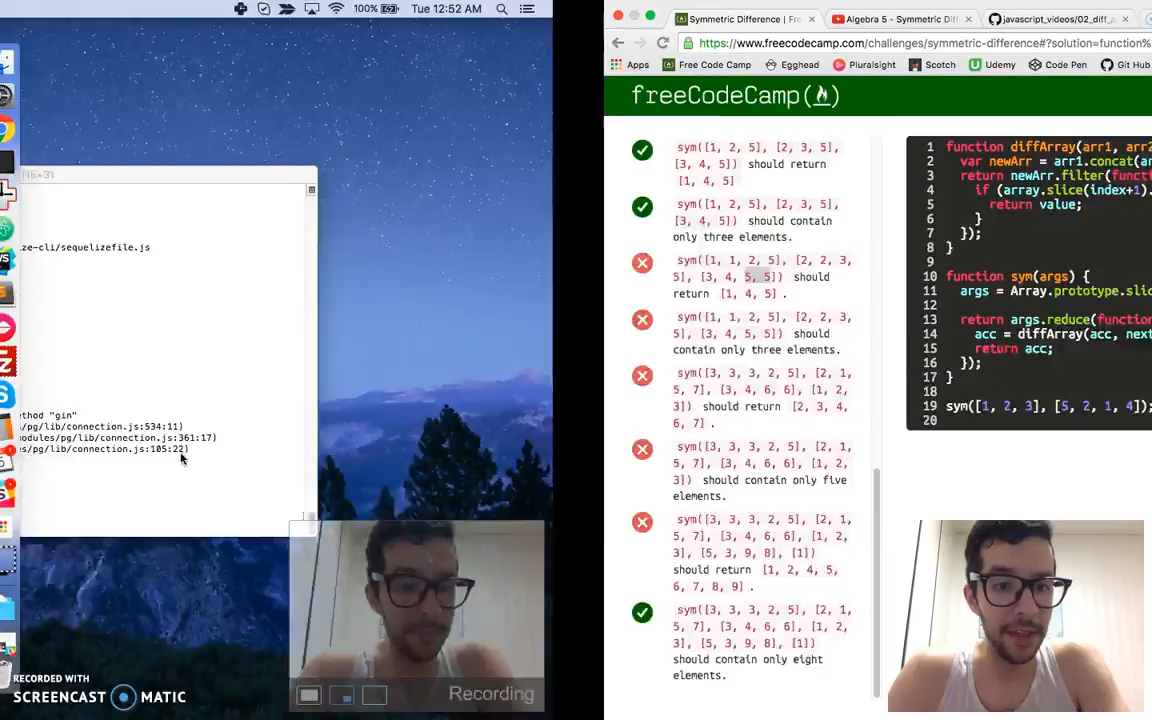 100% Tue 12:52 AM
116×31
ize-cli/sequelizefile.js
ethod "gin"
/pg/lib/connection.js:534:11)
modules/pg/lib/connection.js:361:17)
es/pg/lib/connection.js:105:22)
RECORDED WITH
SCREENCAST MATIC
Recording
Symmetric Difference | Fre
Algebra 5 - Symmetric Diff
javascript_videos/02_diff_
https://www.freecodecamp.com/challenges/symmetric-difference#?solution=function%
Apps Free Code Camp Egghead Pluralsight Scotch Udemy Code Pen Git Hub
freeCodeCamp
sym([1, 2, 5], [2, 3, 5],
[3, 4, 5]) should return
[1, 4, 5]
sym([1, 2, 5], [2, 3, 5],
[3, 4, 5]) should contain
only three elements.
sym([1, 1, 2, 5], [2, 2, 3,
5], [3, 4, 5, 5]) should
return [1, 4, 5].
sym([1, 1, 2, 5], [2, 2, 3,
5], [3, 4, 5, 5]) should
contain only three elements.
sym([3, 3, 3, 2, 5], [2, 1,
5, 7], [3, 4, 6, 6], [1, 2,
3]) should return [2, 3, 4,
6, 7].
sym([3, 3, 3, 2, 5], [2, 1,
5, 7], [3, 4, 6, 6], [1, 2,
3]) should contain only five
elements.
sym([3, 3, 3, 2, 5], [2, 1,
5, 7], [3, 4, 6, 6], [1, 2,
3], [5, 3, 9, 8], [1])
should return [1, 2, 4, 5,
6, 7, 8, 9].
sym([3, 3, 3, 2, 5], [2, 1,
5, 7], [3, 4, 6, 6], [1, 2,
3], [5, 3, 9, 8], [1])
should contain only eight
elements.
1 function diffArray(arr1, arr2
2 var newArr = arr1.concat(ar
3 return newArr.filter(functi
4 if (array.slice(index+1).
5 return value;
6 }
7 });
8 }
9
10 function sym(args) {
11 args = Array.prototype.slic
12
13 return args.reduce(function
14 acc = diffArray(acc, next
15 return acc;
16 });
17 }
18
19 sym([1, 2, 3], [5, 2, 1, 4]);
20